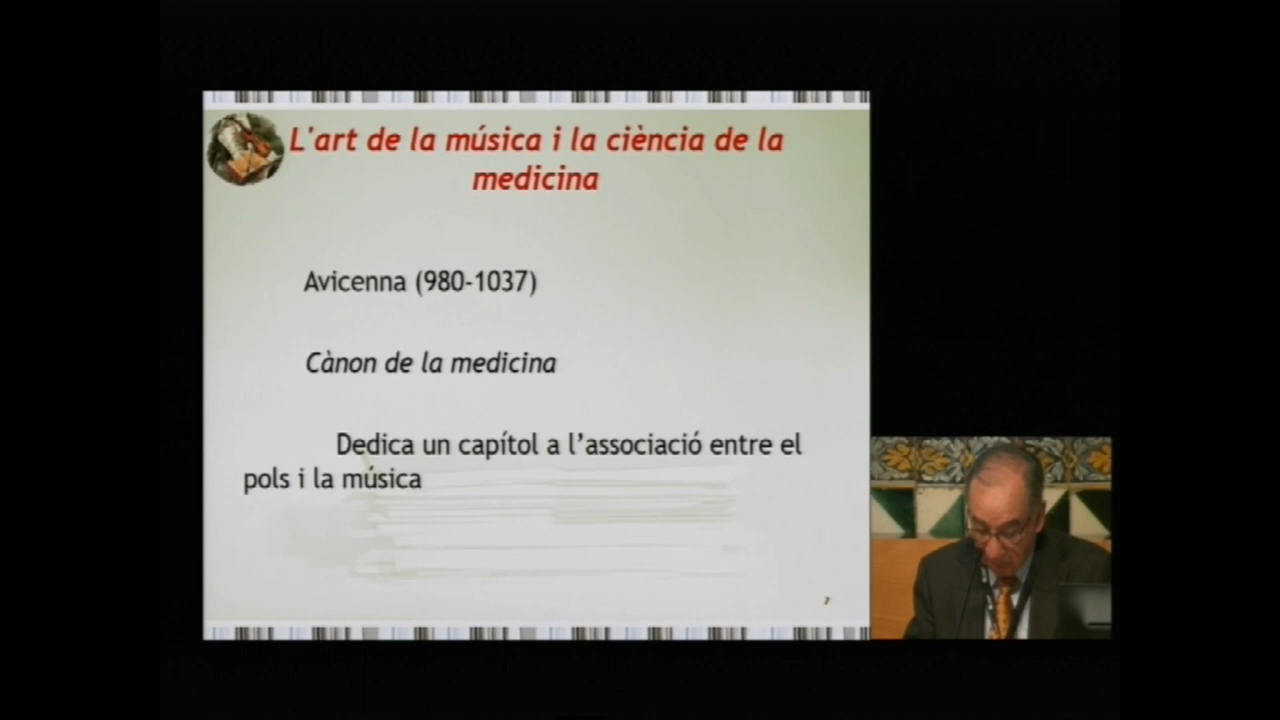 L'art de la música i la ciència de la
medicina
Avicenna (980-1037)
Cànon de la medicina
Dedica un capítol a l’associació entre el
pols i la música
7